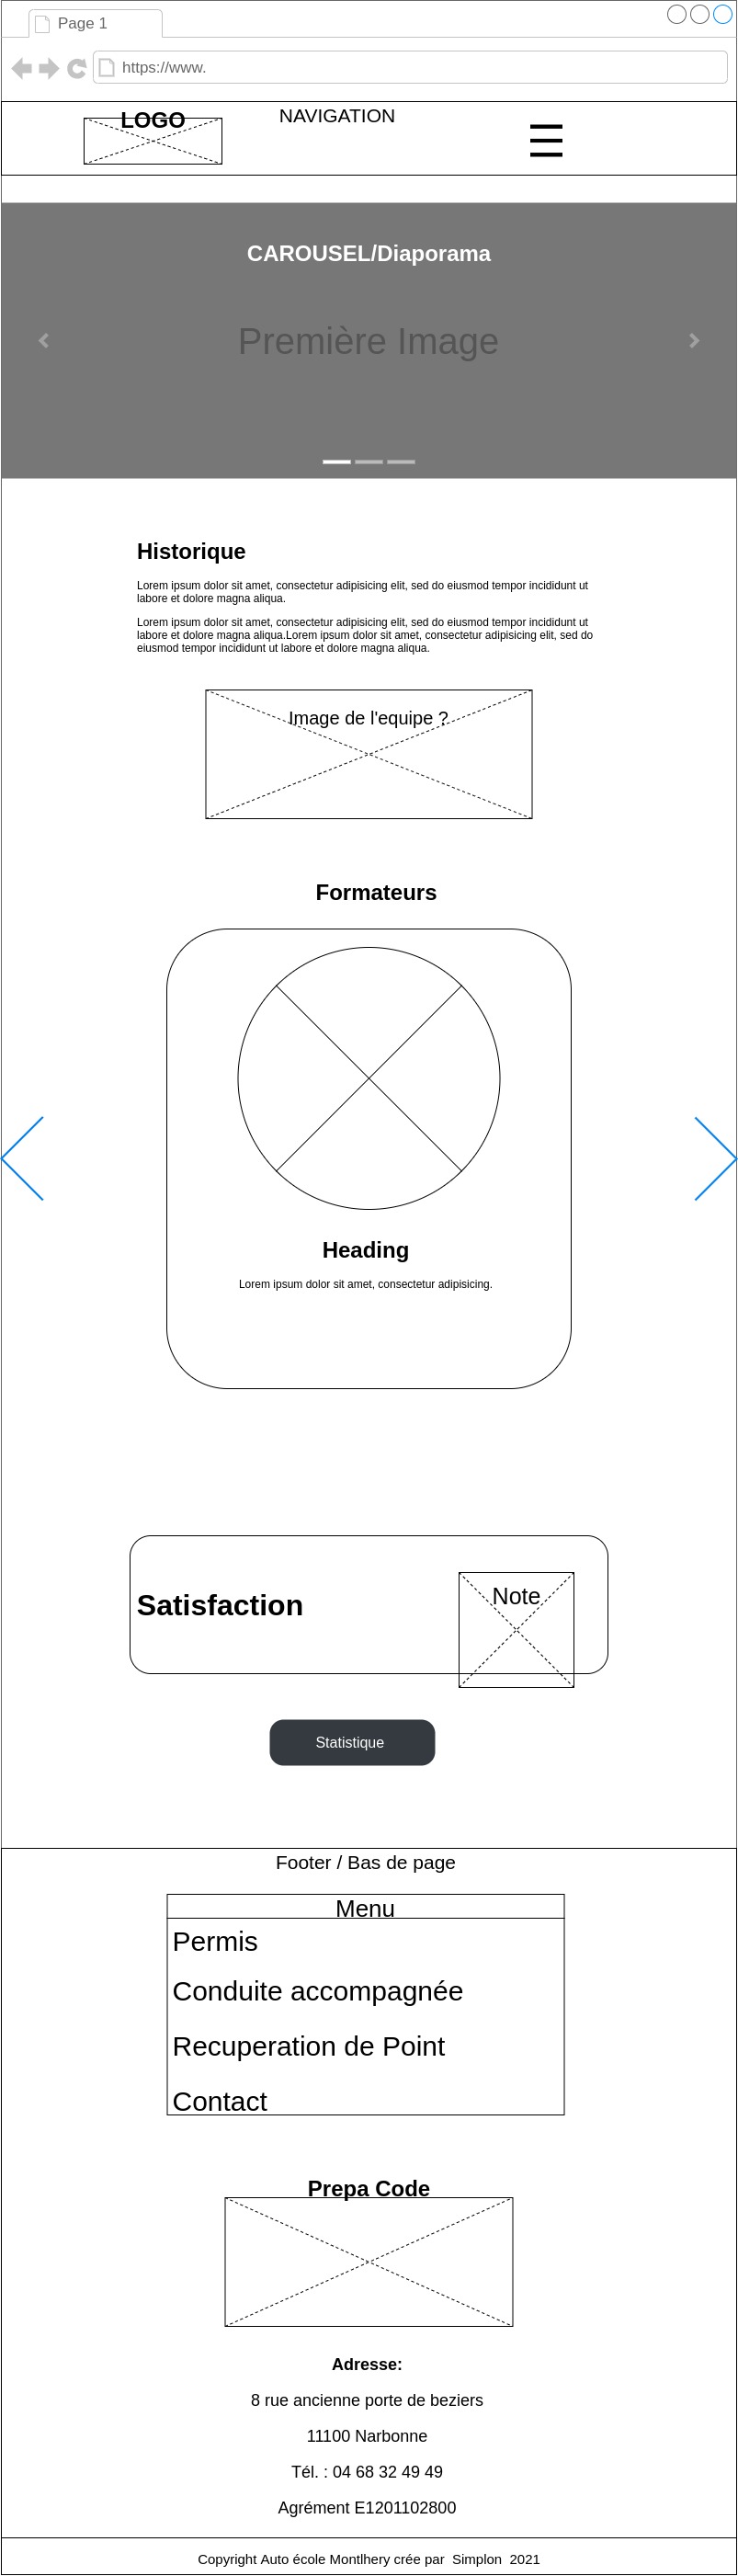 Page 1
https://www.
LOGO
NAVIGATION
CAROUSEL/Diaporama
Première Image
Historique
Lorem ipsum dolor sit amet, consectetur adipisicing elit, sed do eiusmod tempor incididunt ut
labore et dolore magna aliqua.
Lorem ipsum dolor sit amet, consectetur adipisicing elit, sed do eiusmod tempor incididunt ut
labore et dolore magna aliqua.Lorem ipsum dolor sit amet, consectetur adipisicing elit, sed do
eiusmod tempor incididunt ut labore et dolore magna aliqua.
Image de l'equipe ?
Formateurs
Heading
Lorem ipsum dolor sit amet, consectetur adipisicing.
Satisfaction
Note
Statistique
Footer / Bas de page
Menu
Permis
Conduite accompagnée
Recuperation de Point
Contact
Prepa Code
Adresse:
8 rue ancienne porte de beziers
11100 Narbonne
Tél. : 04 68 32 49 49
Agrément E1201102800
Copyright Auto école Montlhery crée par Simplon 2021